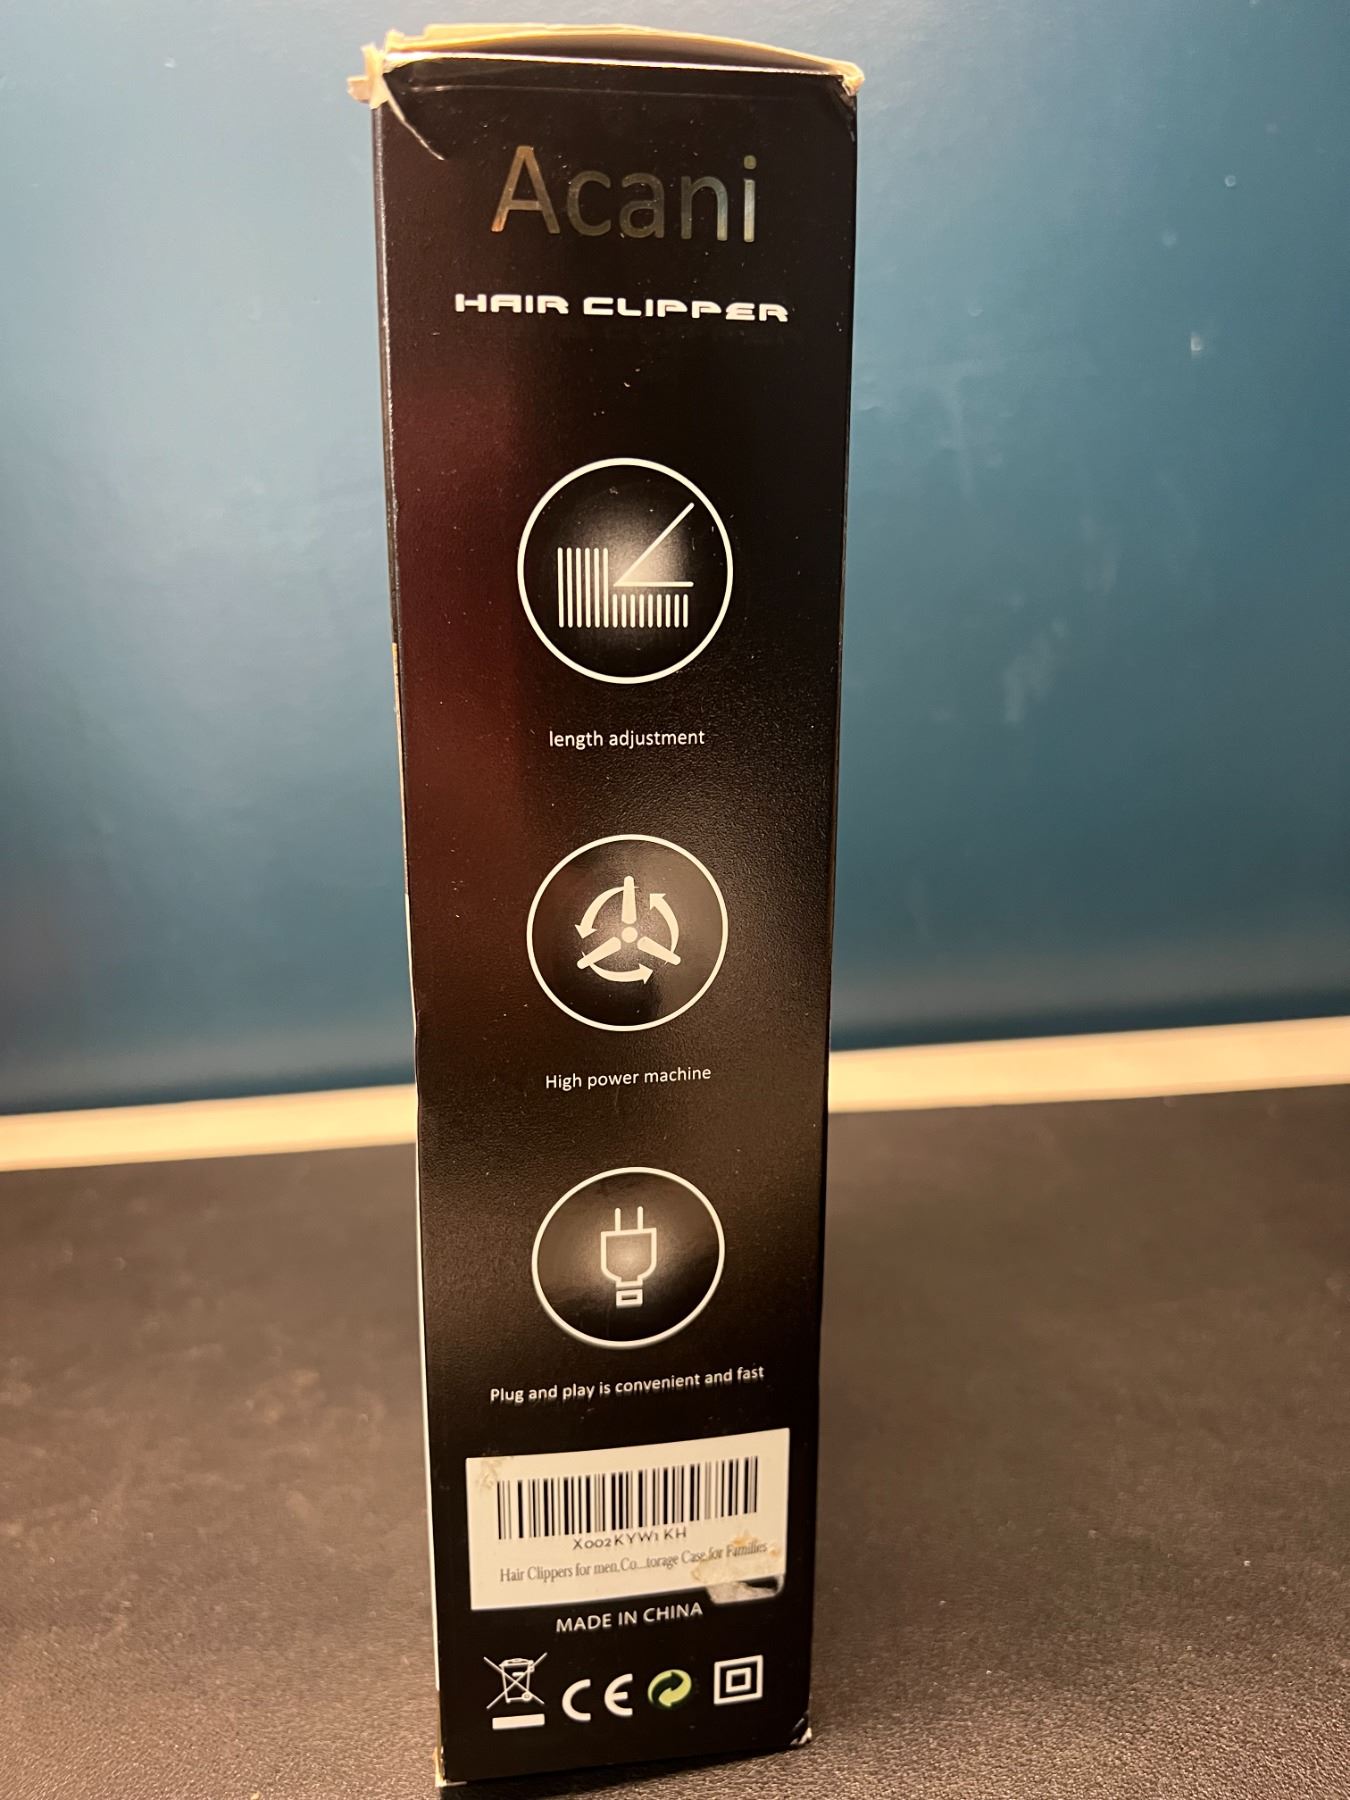 Acani
HAIR CLIPPER
length adjustment
High power machine
Plug and play is convenient and fast
X002KYW1KH
Hair Clippers for men,Co...torage Case for Families
MADE IN CHINA
CE